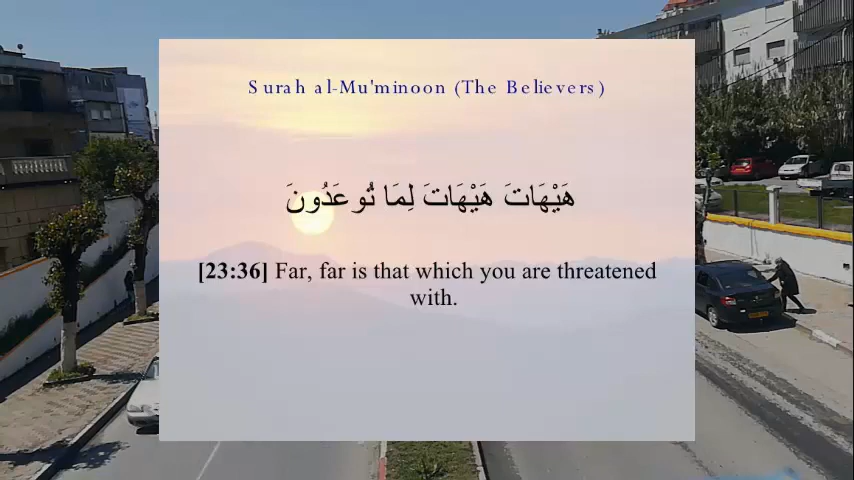 Surah al-Mu'minoon (The Believers)
هَيْهَاتَ هَيْهَاتَ لِمَا تُوعَدُونَ
[23:36] Far, far is that which you are threatened
with.